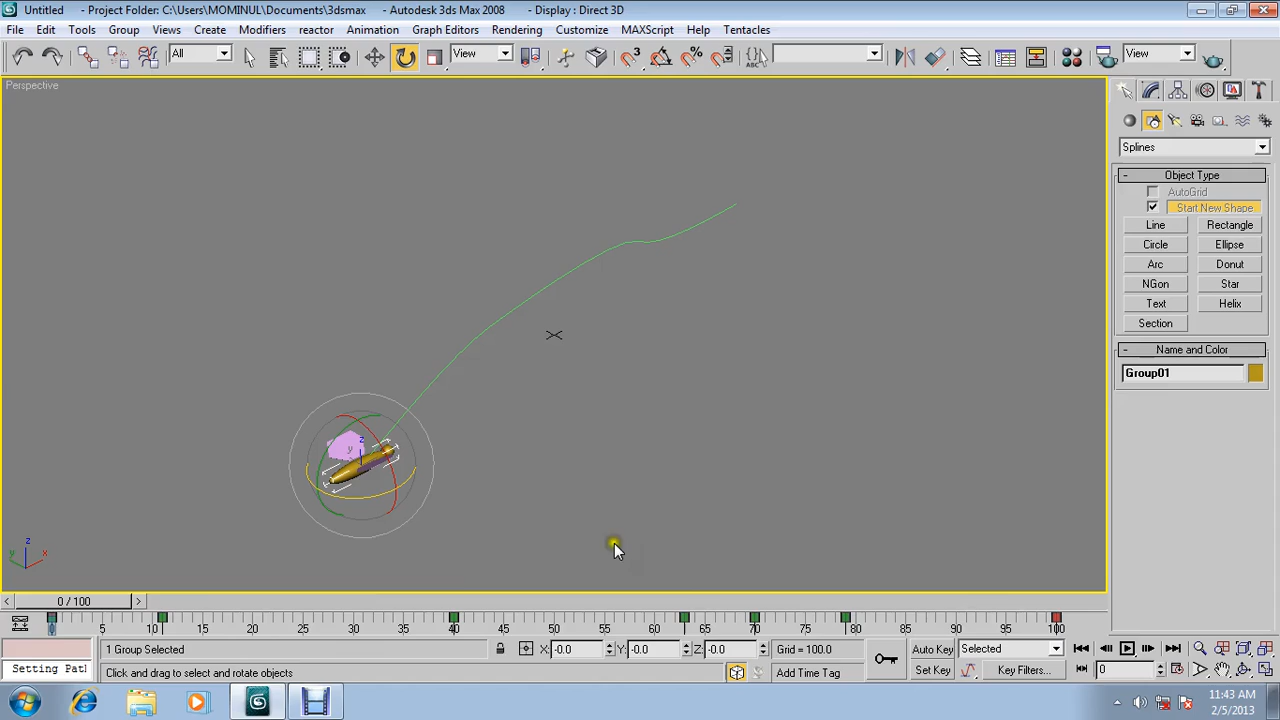 Untitled - Project Folder: C:\Users\MOMINUL\Documents\3dsmax - Autodesk 3ds Max 2008 - Display : Direct 3D
File Edit Tools Group Views Create Modifiers reactor Animation Graph Editors Rendering Customize MAXScript Help Tentacles
All View 3 % ABC View
Perspective
Splines
- Object Type
AutoGrid
Start New Shape
Line Rectangle
Circle Ellipse
Arc Donut
NGon Star
Text Helix
Section
- Name and Color
Group01
z
y
z
y x
< 0 / 100 >
0 5 10 15 20 25 30 35 40 45 50 55 60 65 70 75 80 85 90 95 100
1 Group Selected X: -0.0 Y: -0.0 Z: -0.0 Grid = 100.0 Auto Key Selected
Setting Path Click and drag to select and rotate objects Add Time Tag Set Key Key Filters... 0
11:43 AM
2/5/2013